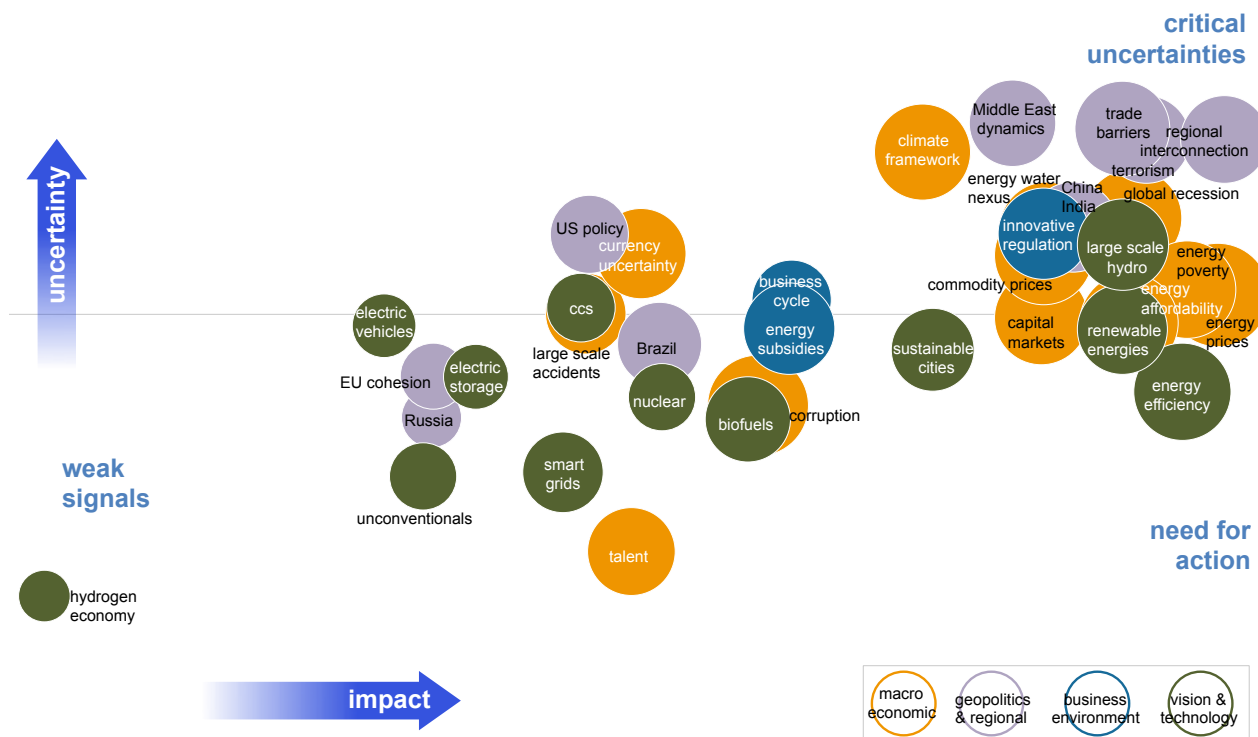 critical
uncertainties
uncertainty
climate
framework
Middle East
dynamics
trade
barriers
regional
interconnection
terrorism
energy water
nexus
China
India
global recession
innovative
regulation
large scale
hydro
energy
poverty
commodity prices
energy
affordability
capital
markets
renewable
energies
energy
prices
US policy
currency
uncertainty
ccs
large scale
accidents
business
cycle
energy
subsidies
electric
vehicles
EU cohesion
electric
storage
Russia
Brazil
nuclear
biofuels
corruption
sustainable
cities
energy
efficiency
weak
signals
unconventionals
smart
grids
talent
need for
action
hydrogen
economy
impact
macro
economic
geopolitics
& regional
business
environment
vision &
technology